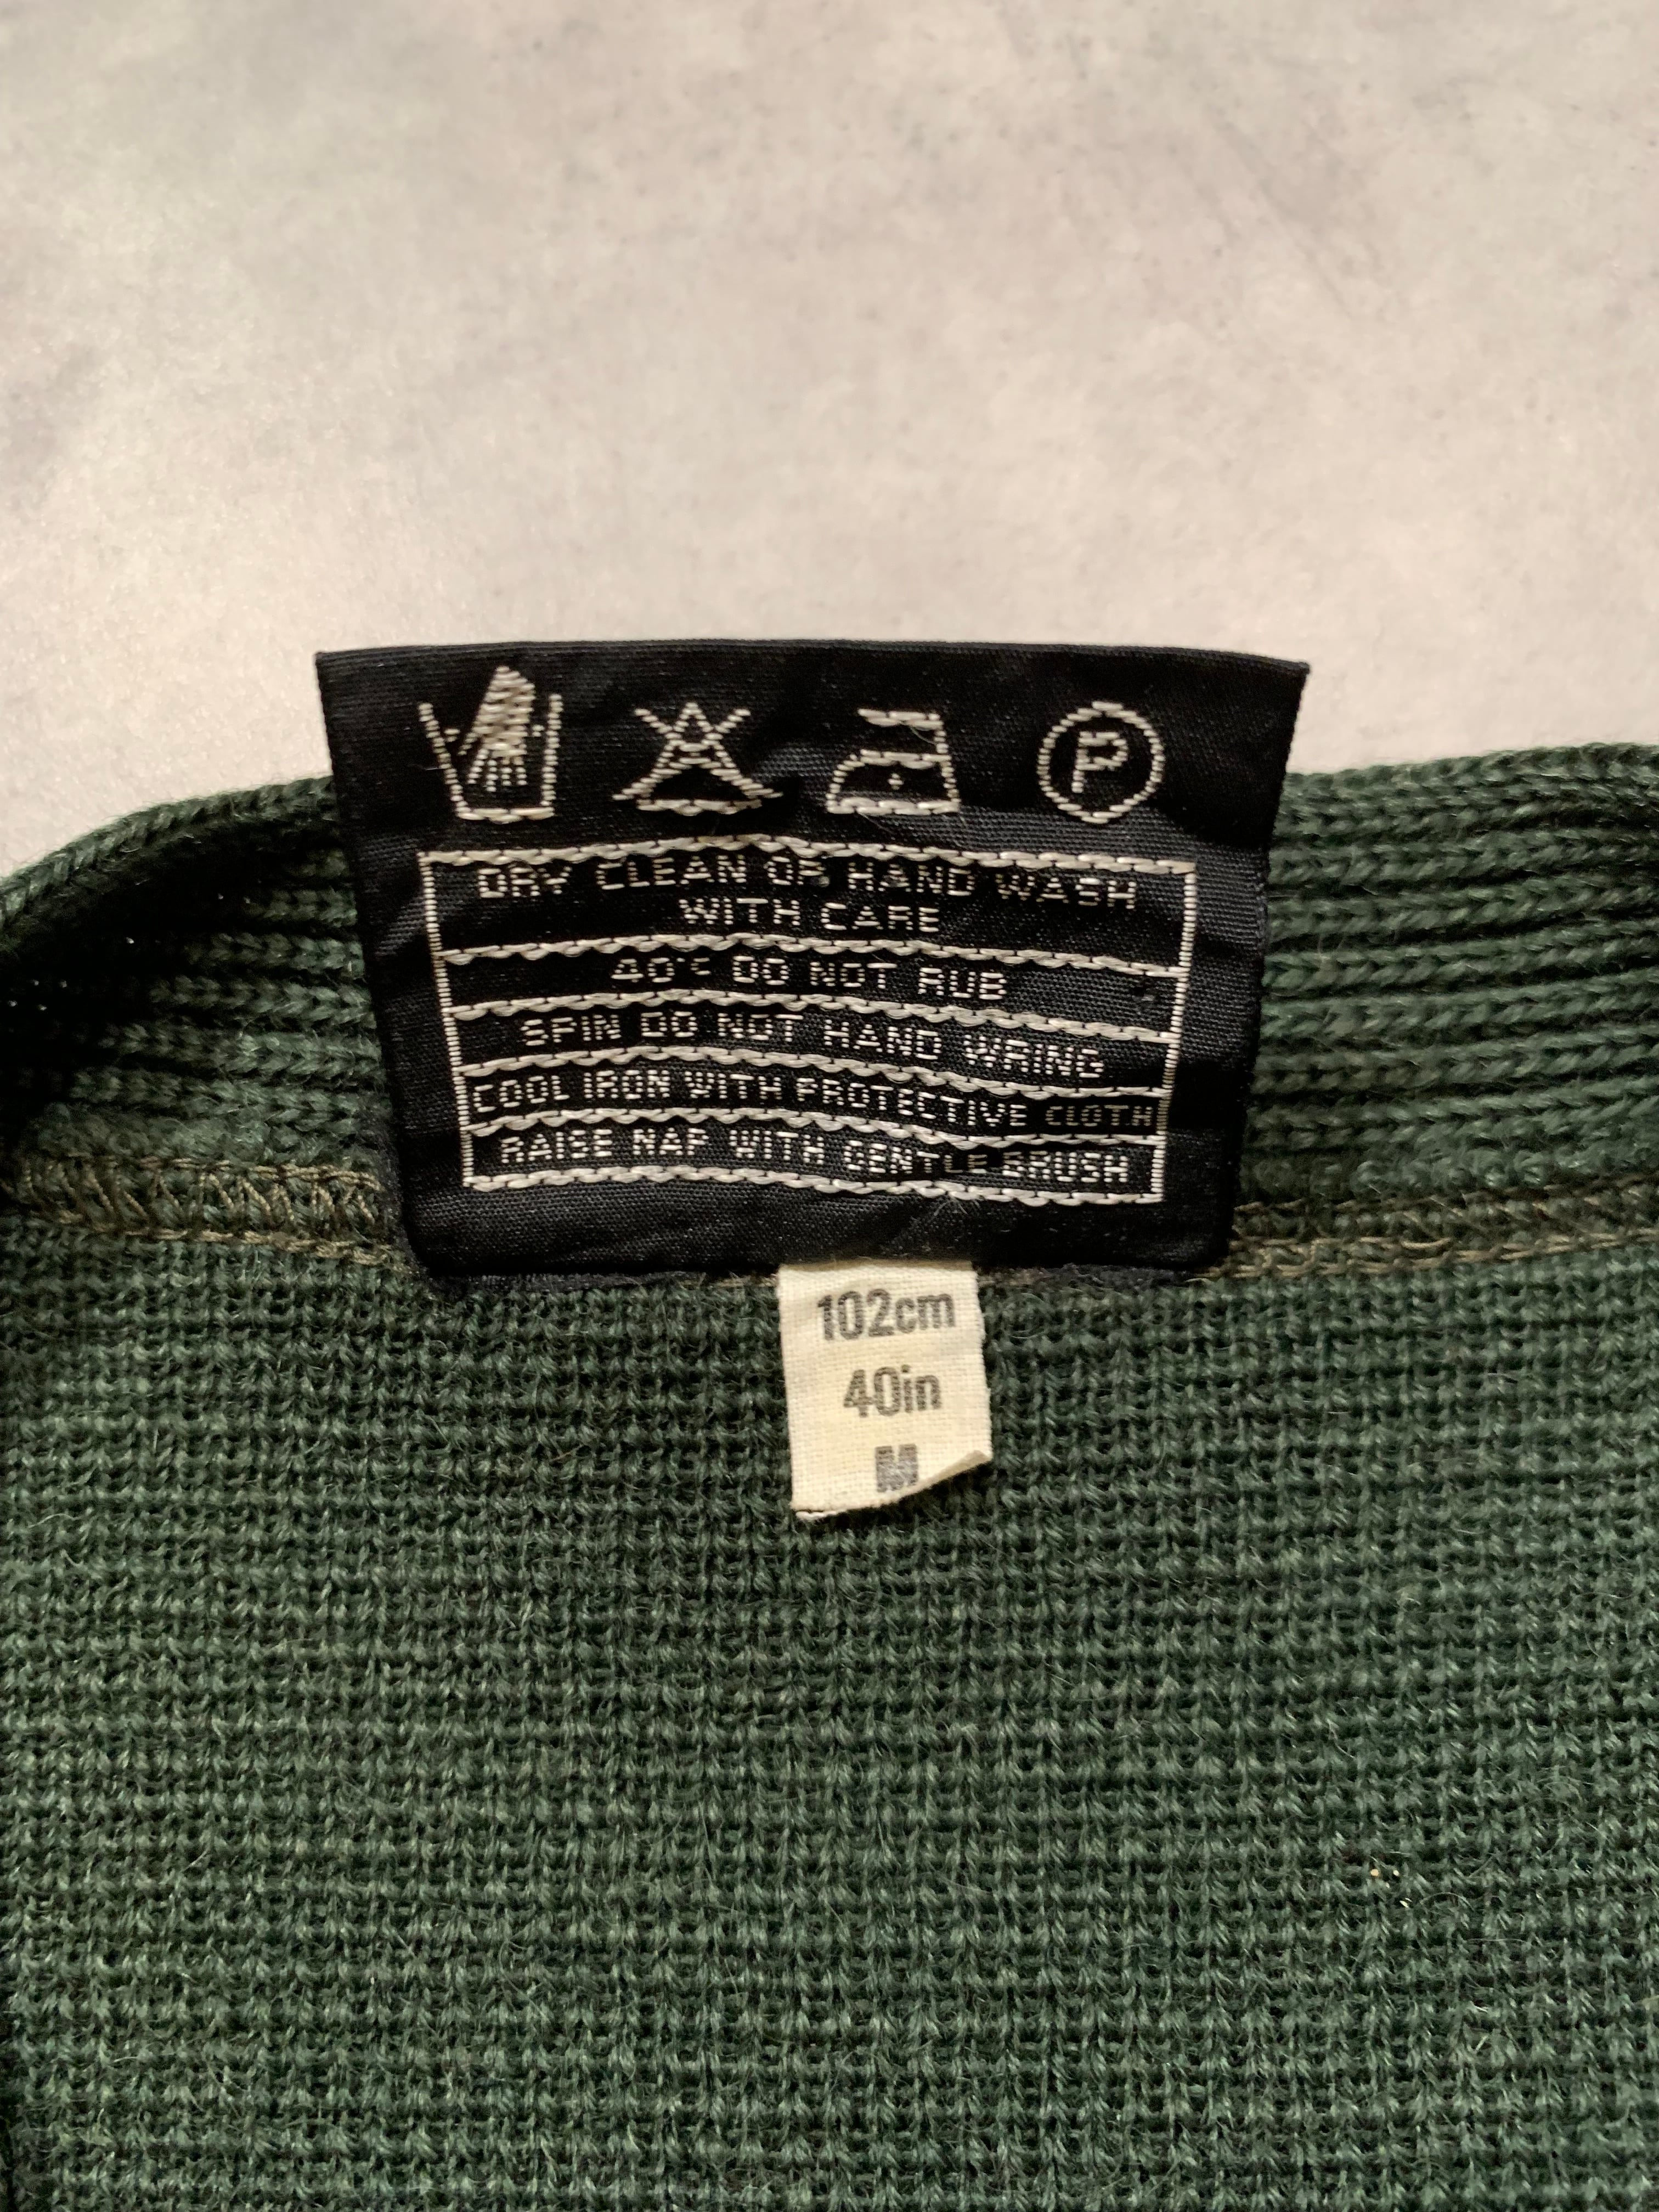 P
DRY CLEAN OR HAND WASH
WITH CARE
40°C DO NOT RUB
SPIN DO NOT HAND WRING
COOL IRON WITH PROTECTIVE CLOTH
RAISE NAP WITH GENTLE BRUSH
102cm
40in
M